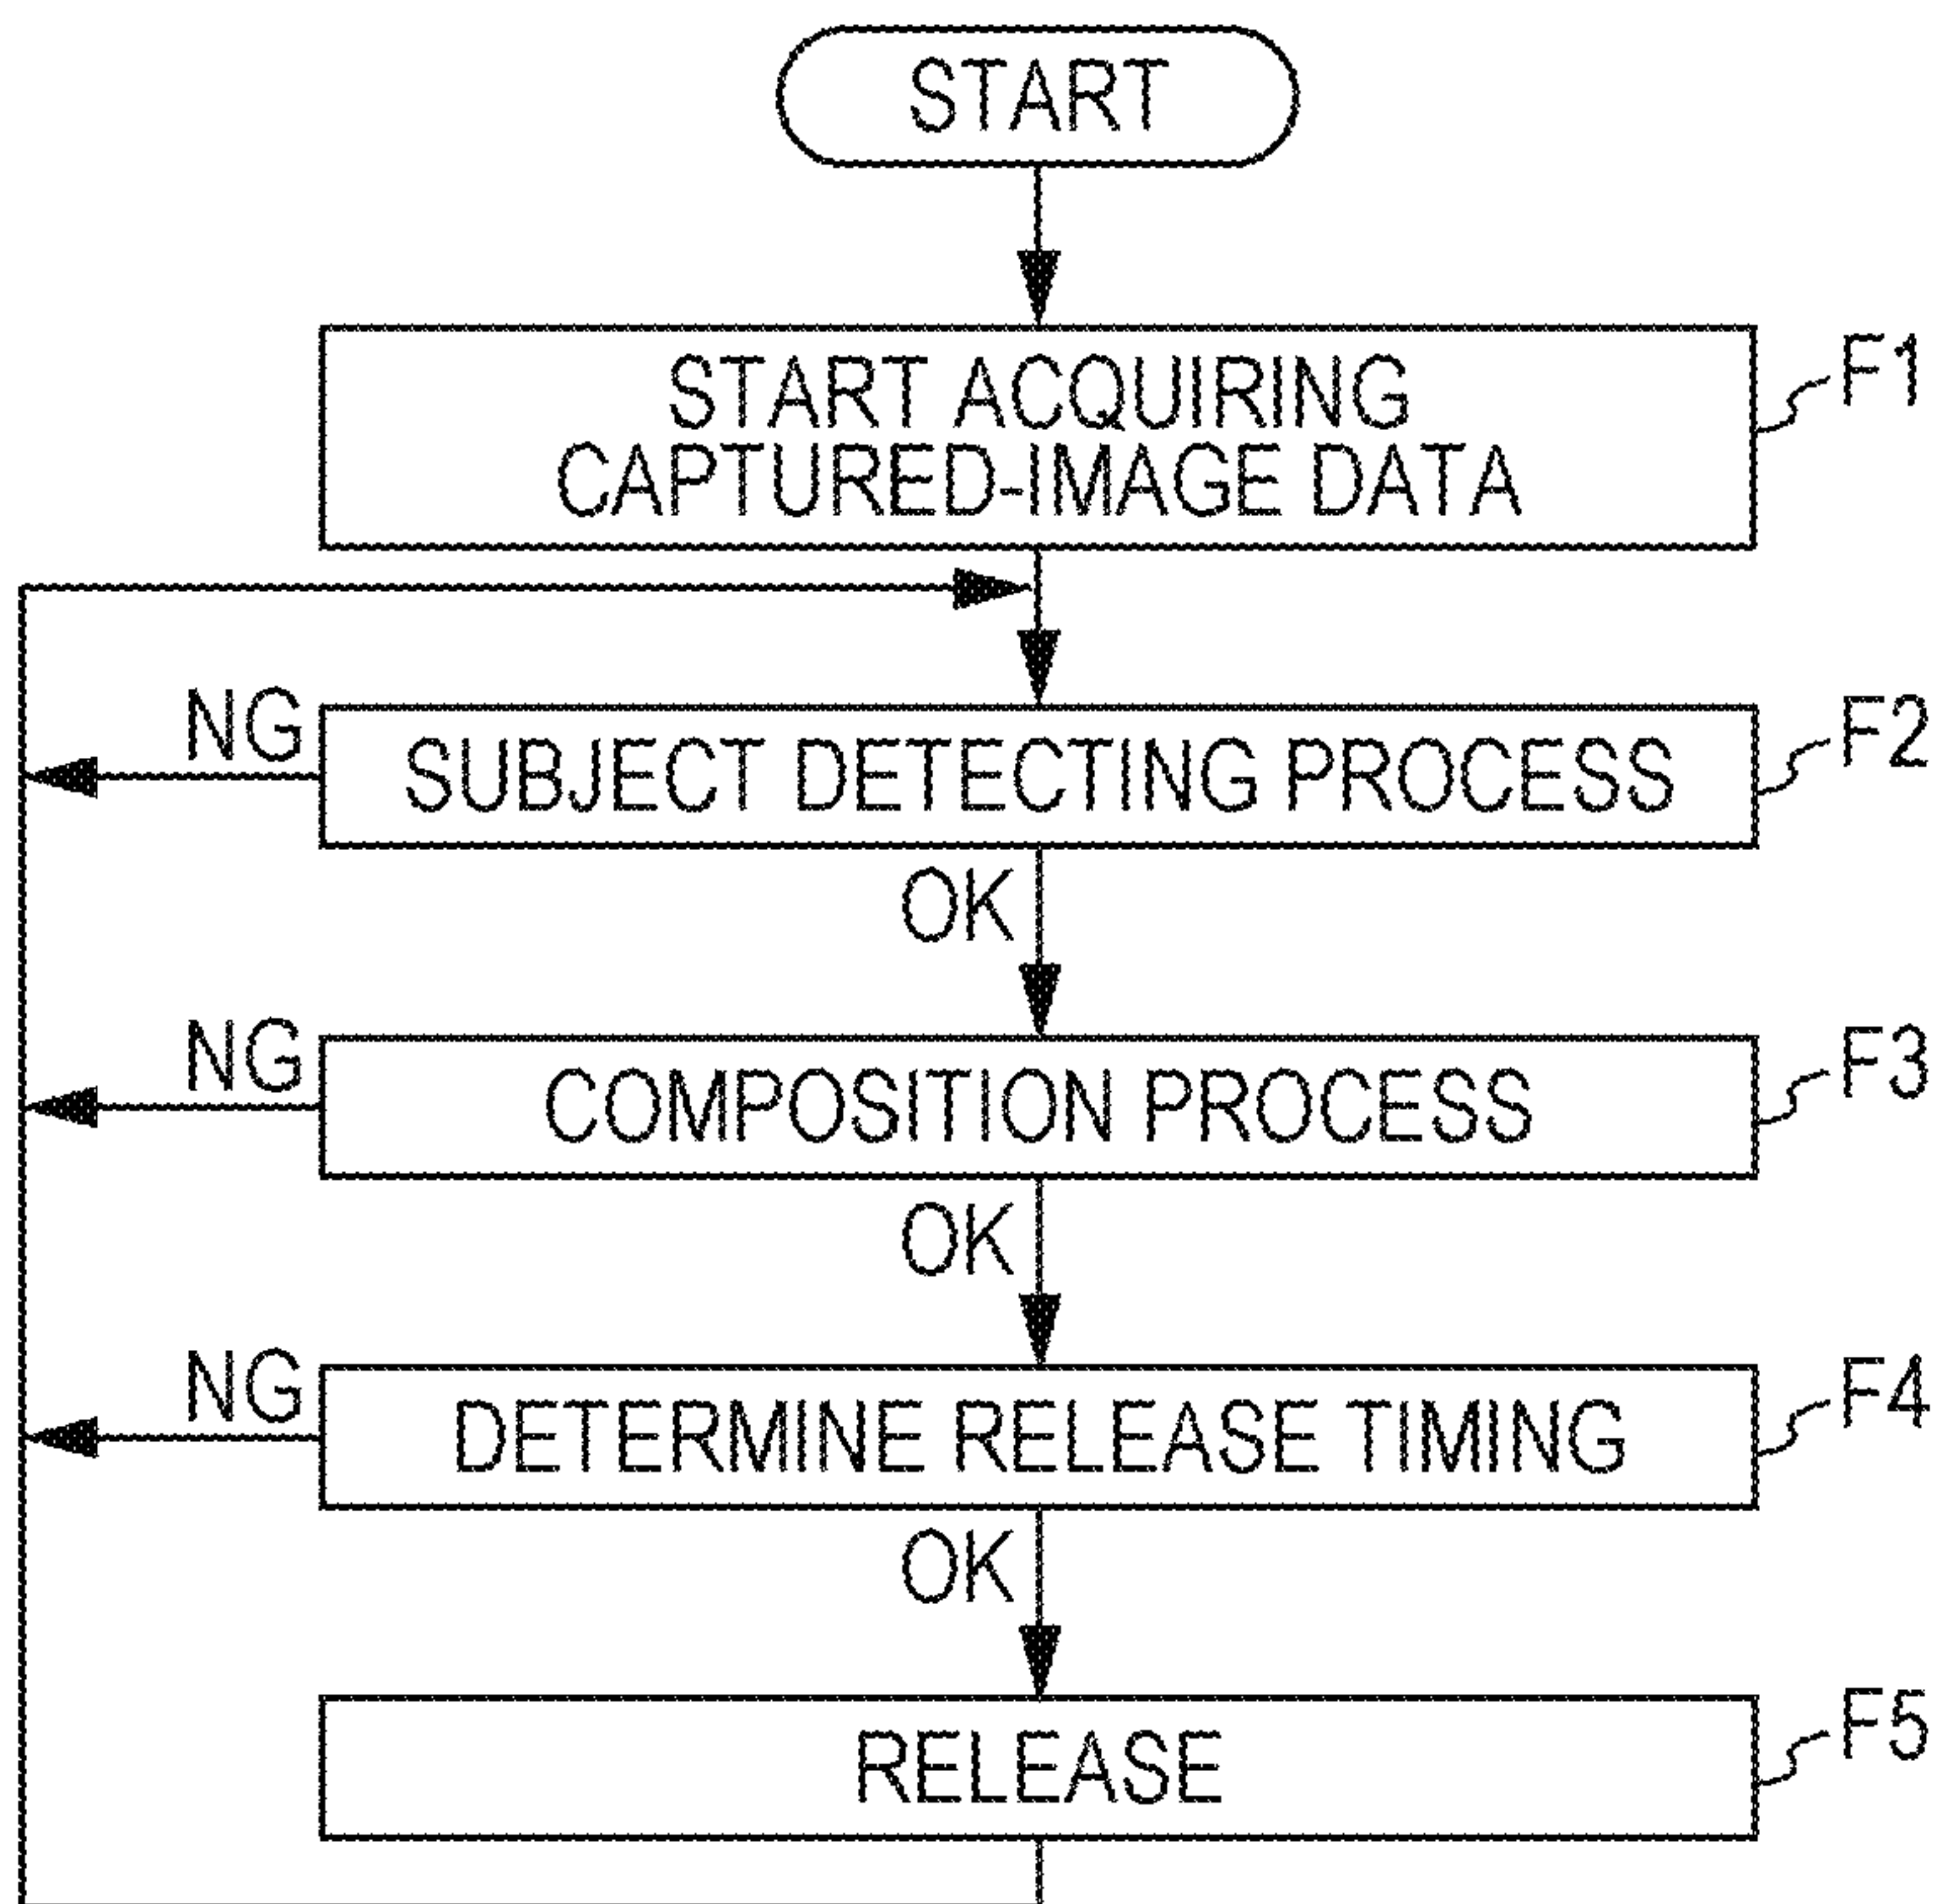 START
START ACQUIRING
CAPTURED-IMAGE DATA
F1
NG
SUBJECT DETECTING PROCESS
F2
OK
NG
COMPOSITION PROCESS
F3
OK
NG
DETERMINE RELEASE TIMING
F4
OK
RELEASE
F5